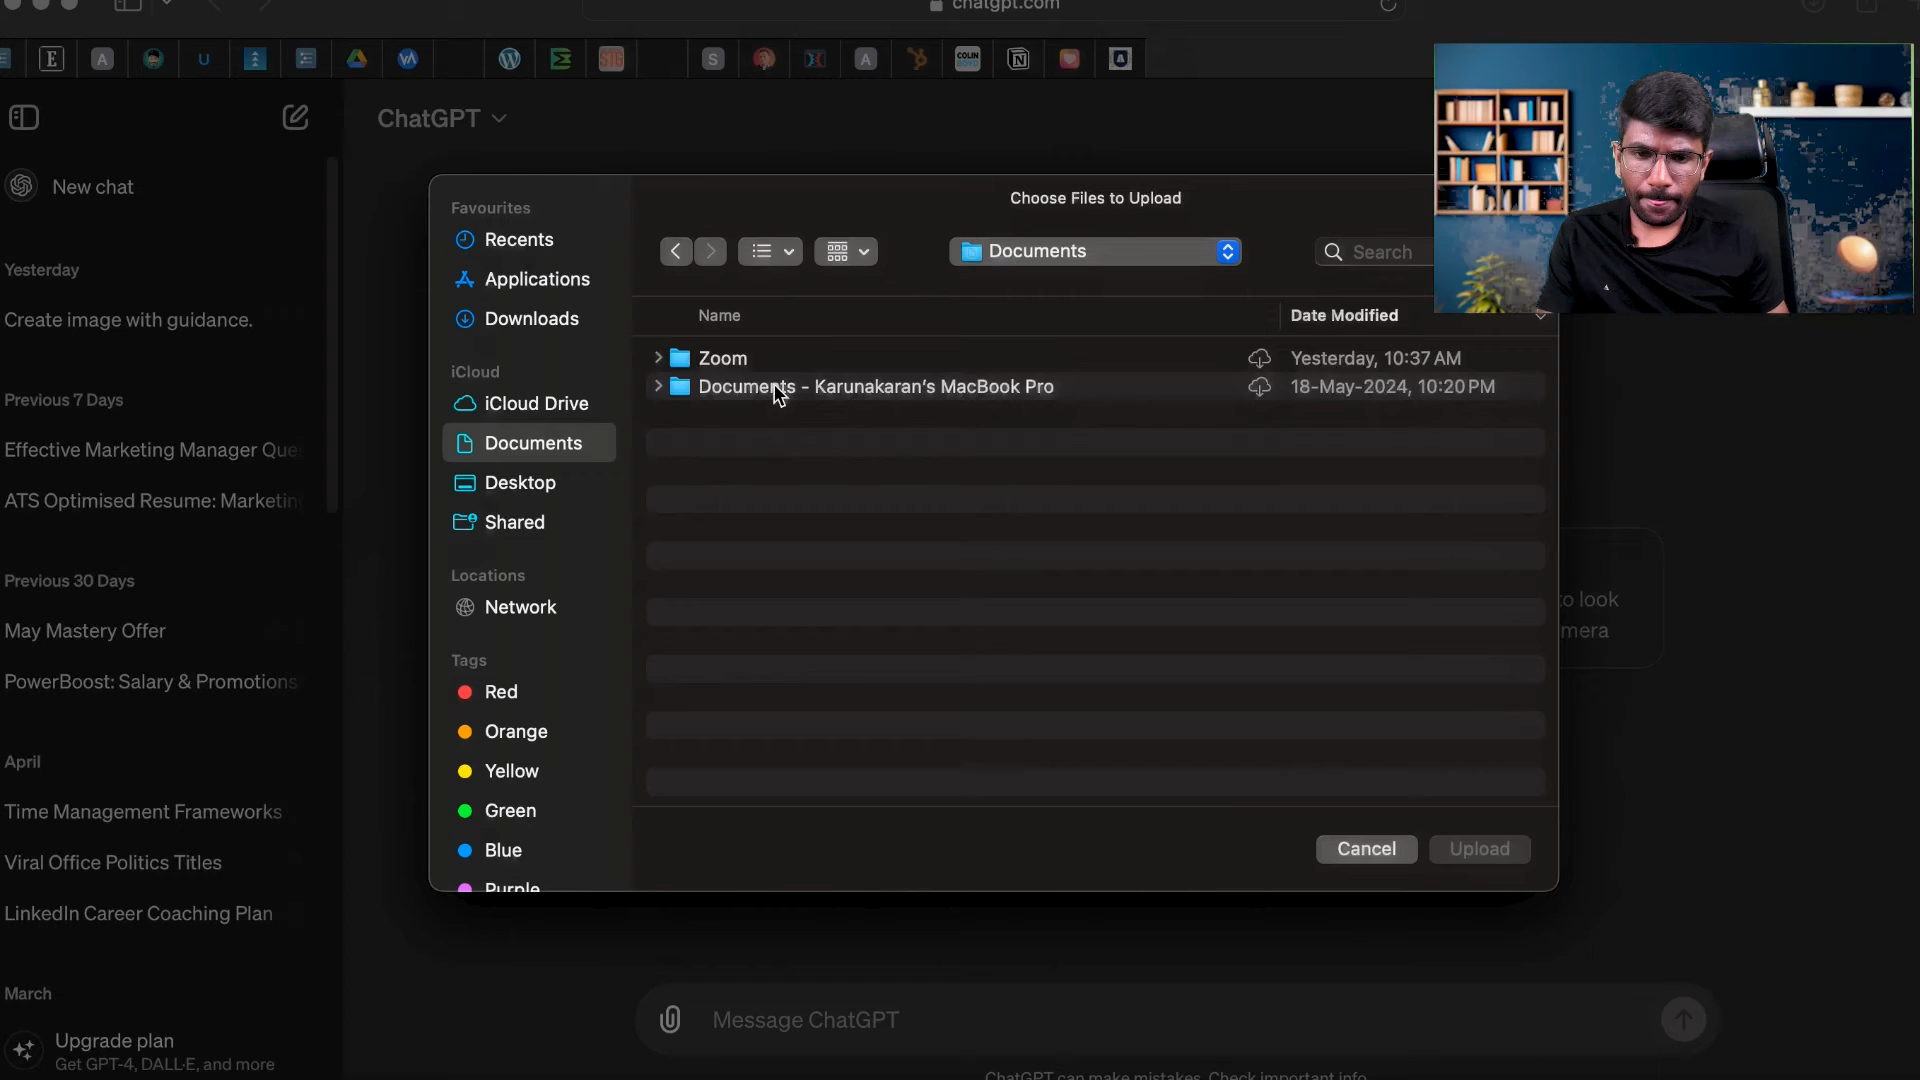 chatgpt.com
E
A
U
STG
S
A
COLIN BOYD
ChatGPT
New chat
Yesterday
Create image with guidance.
Previous 7 Days
Effective Marketing Manager Que
ATS Optimised Resume: Marketin
Previous 30 Days
May Mastery Offer
PowerBoost: Salary & Promotions
April
Time Management Frameworks
Viral Office Politics Titles
LinkedIn Career Coaching Plan
March
Upgrade plan
Get GPT-4, DALL·E, and more
Choose Files to Upload
Favourites
Recents
Applications
Downloads
iCloud
iCloud Drive
Documents
Desktop
Shared
Locations
Network
Tags
Red
Orange
Yellow
Green
Blue
Purple
Documents
Search
Name
Date Modified
Zoom
Yesterday, 10:37 AM
Documents - Karunakaran’s MacBook Pro
18-May-2024, 10:20 PM
Cancel
Upload
to look
mera
Message ChatGPT
ChatGPT can make mistakes. Check important info.